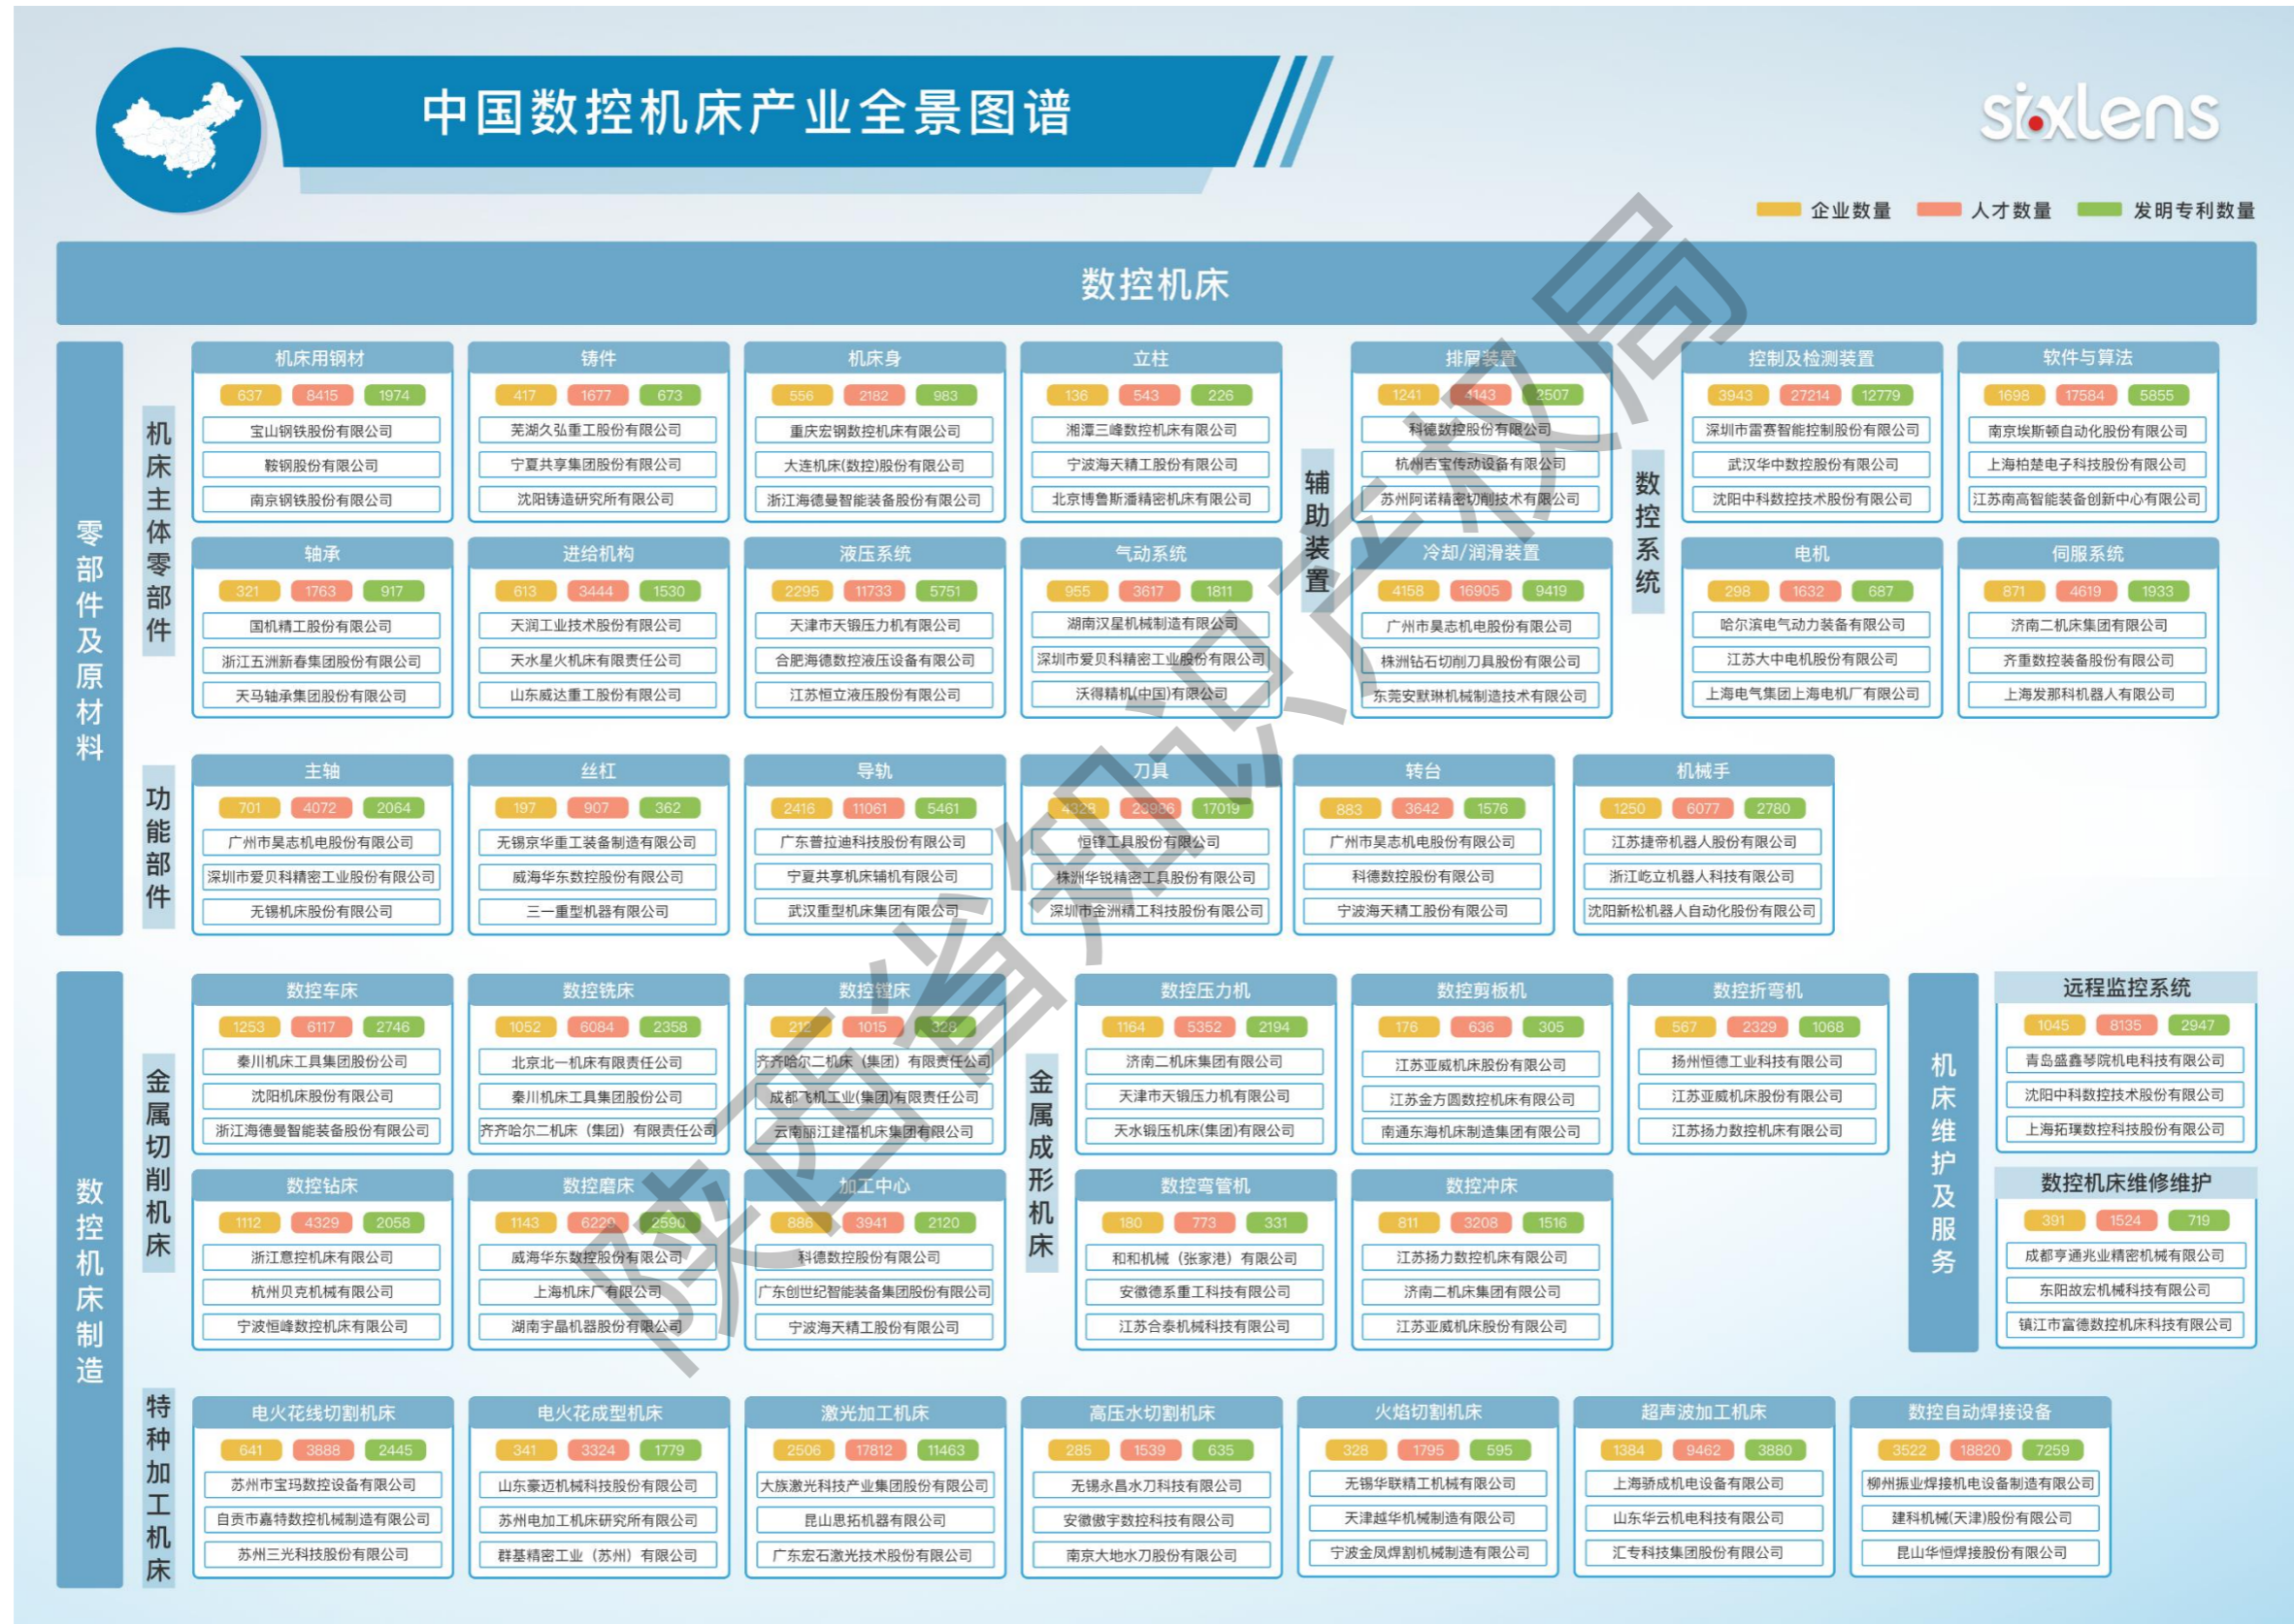 中国数控机床产业全景图谱
sixlens
企业数量 人才数量 发明专利数量
数控机床
零部件及原材料
机床主体零部件
机床用钢材
637 8415 1974
宝山钢铁股份有限公司
鞍钢股份有限公司
南京钢铁股份有限公司
铸件
417 1677 673
芜湖久弘重工股份有限公司
宁夏共享集团股份有限公司
沈阳铸造研究所有限公司
机床身
556 2182 983
重庆宏钢数控机床有限公司
大连机床(数控)股份有限公司
浙江海德曼智能装备股份有限公司
立柱
136 543 226
湘潭三峰数控机床有限公司
宁波海天精工股份有限公司
北京博鲁斯潘精密机床有限公司
轴承
321 1763 917
国机精工股份有限公司
浙江五洲新春集团股份有限公司
天马轴承集团股份有限公司
进给机构
613 3444 1530
天润工业技术股份有限公司
天水星火机床有限责任公司
山东威达重工股份有限公司
液压系统
2295 11733 5751
天津市天锻压力机有限公司
合肥海德数控液压设备有限公司
江苏恒立液压股份有限公司
气动系统
955 3617 1811
湖南汉星机械制造有限公司
深圳市爱贝科精密工业股份有限公司
沃得精机(中国)有限公司
辅助装置
排屑装置
1241 4143 2507
科德数控股份有限公司
杭州吉宝传动设备有限公司
苏州阿诺精密切削技术有限公司
冷却/润滑装置
4158 16905 9419
广州市昊志机电股份有限公司
株洲钻石切削刀具股份有限公司
东莞安默琳机械制造技术有限公司
数控系统
控制及检测装置
3943 27214 12779
深圳市雷赛智能控制股份有限公司
武汉华中数控股份有限公司
沈阳中科数控技术股份有限公司
软件与算法
1698 17584 5855
南京埃斯顿自动化股份有限公司
上海柏楚电子科技股份有限公司
江苏南高智能装备创新中心有限公司
电机
298 1632 687
哈尔滨电气动力装备有限公司
江苏大中电机股份有限公司
上海电气集团上海电机厂有限公司
伺服系统
871 4619 1933
济南二机床集团有限公司
齐重数控装备股份有限公司
上海发那科机器人有限公司
功能部件
主轴
701 4072 2064
广州市昊志机电股份有限公司
深圳市爱贝科精密工业股份有限公司
无锡机床股份有限公司
丝杠
197 907 362
无锡京华重工装备制造有限公司
威海华东数控股份有限公司
三一重型机器有限公司
导轨
2416 11061 5461
广东普拉迪科技股份有限公司
宁夏共享机床辅机有限公司
武汉重型机床集团有限公司
刀具
4328 23986 17019
恒锋工具股份有限公司
株洲华锐精密工具股份有限公司
深圳市金洲精工科技股份有限公司
转台
883 3642 1576
广州市昊志机电股份有限公司
科德数控股份有限公司
宁波海天精工股份有限公司
机械手
1250 6077 2780
江苏捷帝机器人股份有限公司
浙江屹立机器人科技有限公司
沈阳新松机器人自动化股份有限公司
数控机床制造
金属切削机床
数控车床
1253 6117 2746
秦川机床工具集团股份公司
沈阳机床股份有限公司
浙江海德曼智能装备股份有限公司
数控铣床
1052 6084 2358
北京北一机床有限责任公司
秦川机床工具集团股份公司
齐齐哈尔二机床（集团）有限责任公司
数控镗床
212 1015 328
齐齐哈尔二机床（集团）有限责任公司
成都飞机工业(集团)有限责任公司
云南丽江建福机床集团有限公司
数控钻床
1112 4329 2058
浙江意控机床有限公司
杭州贝克机械有限公司
宁波恒峰数控机床有限公司
数控磨床
1143 6229 2590
威海华东数控股份有限公司
上海机床厂有限公司
湖南宇晶机器股份有限公司
加工中心
886 3941 2120
科德数控股份有限公司
广东创世纪智能装备集团股份有限公司
宁波海天精工股份有限公司
金属成形机床
数控压力机
1164 5352 2194
济南二机床集团有限公司
天津市天锻压力机有限公司
天水锻压机床(集团)有限公司
数控剪板机
176 636 305
江苏亚威机床股份有限公司
江苏金方圆数控机床有限公司
南通东海机床制造集团有限公司
数控折弯机
567 2329 1068
扬州恒德工业科技有限公司
江苏亚威机床股份有限公司
江苏扬力数控机床有限公司
数控弯管机
180 773 331
和和机械（张家港）有限公司
安徽德系重工科技有限公司
江苏合泰机械科技有限公司
数控冲床
811 3208 1516
江苏扬力数控机床有限公司
济南二机床集团有限公司
江苏亚威机床股份有限公司
机床维护及服务
远程监控系统
1045 8135 2947
青岛盛鑫琴院机电科技有限公司
沈阳中科数控技术股份有限公司
上海拓璞数控科技股份有限公司
数控机床维修维护
391 1524 719
成都亨通兆业精密机械有限公司
东阳故宏机械科技有限公司
镇江市富德数控机床科技有限公司
特种加工机床
电火花线切割机床
641 3888 2445
苏州市宝玛数控设备有限公司
自贡市嘉特数控机械制造有限公司
苏州三光科技股份有限公司
电火花成型机床
341 3324 1779
山东豪迈机械科技股份有限公司
苏州电加工机床研究所有限公司
群基精密工业（苏州）有限公司
激光加工机床
2506 17812 11463
大族激光科技产业集团股份有限公司
昆山思拓机器有限公司
广东宏石激光技术股份有限公司
高压水切割机床
285 1539 635
无锡永昌水刀科技有限公司
安徽傲宇数控科技有限公司
南京大地水刀股份有限公司
火焰切割机床
328 1795 595
无锡华联精工机械有限公司
天津越华机械制造有限公司
宁波金凤焊割机械制造有限公司
超声波加工机床
1384 9462 3880
上海骄成机电设备有限公司
山东华云机电科技有限公司
汇专科技集团股份有限公司
数控自动焊接设备
3522 18820 7259
柳州振业焊接机电设备制造有限公司
建科机械(天津)股份有限公司
昆山华恒焊接股份有限公司
陕西省知识产权局